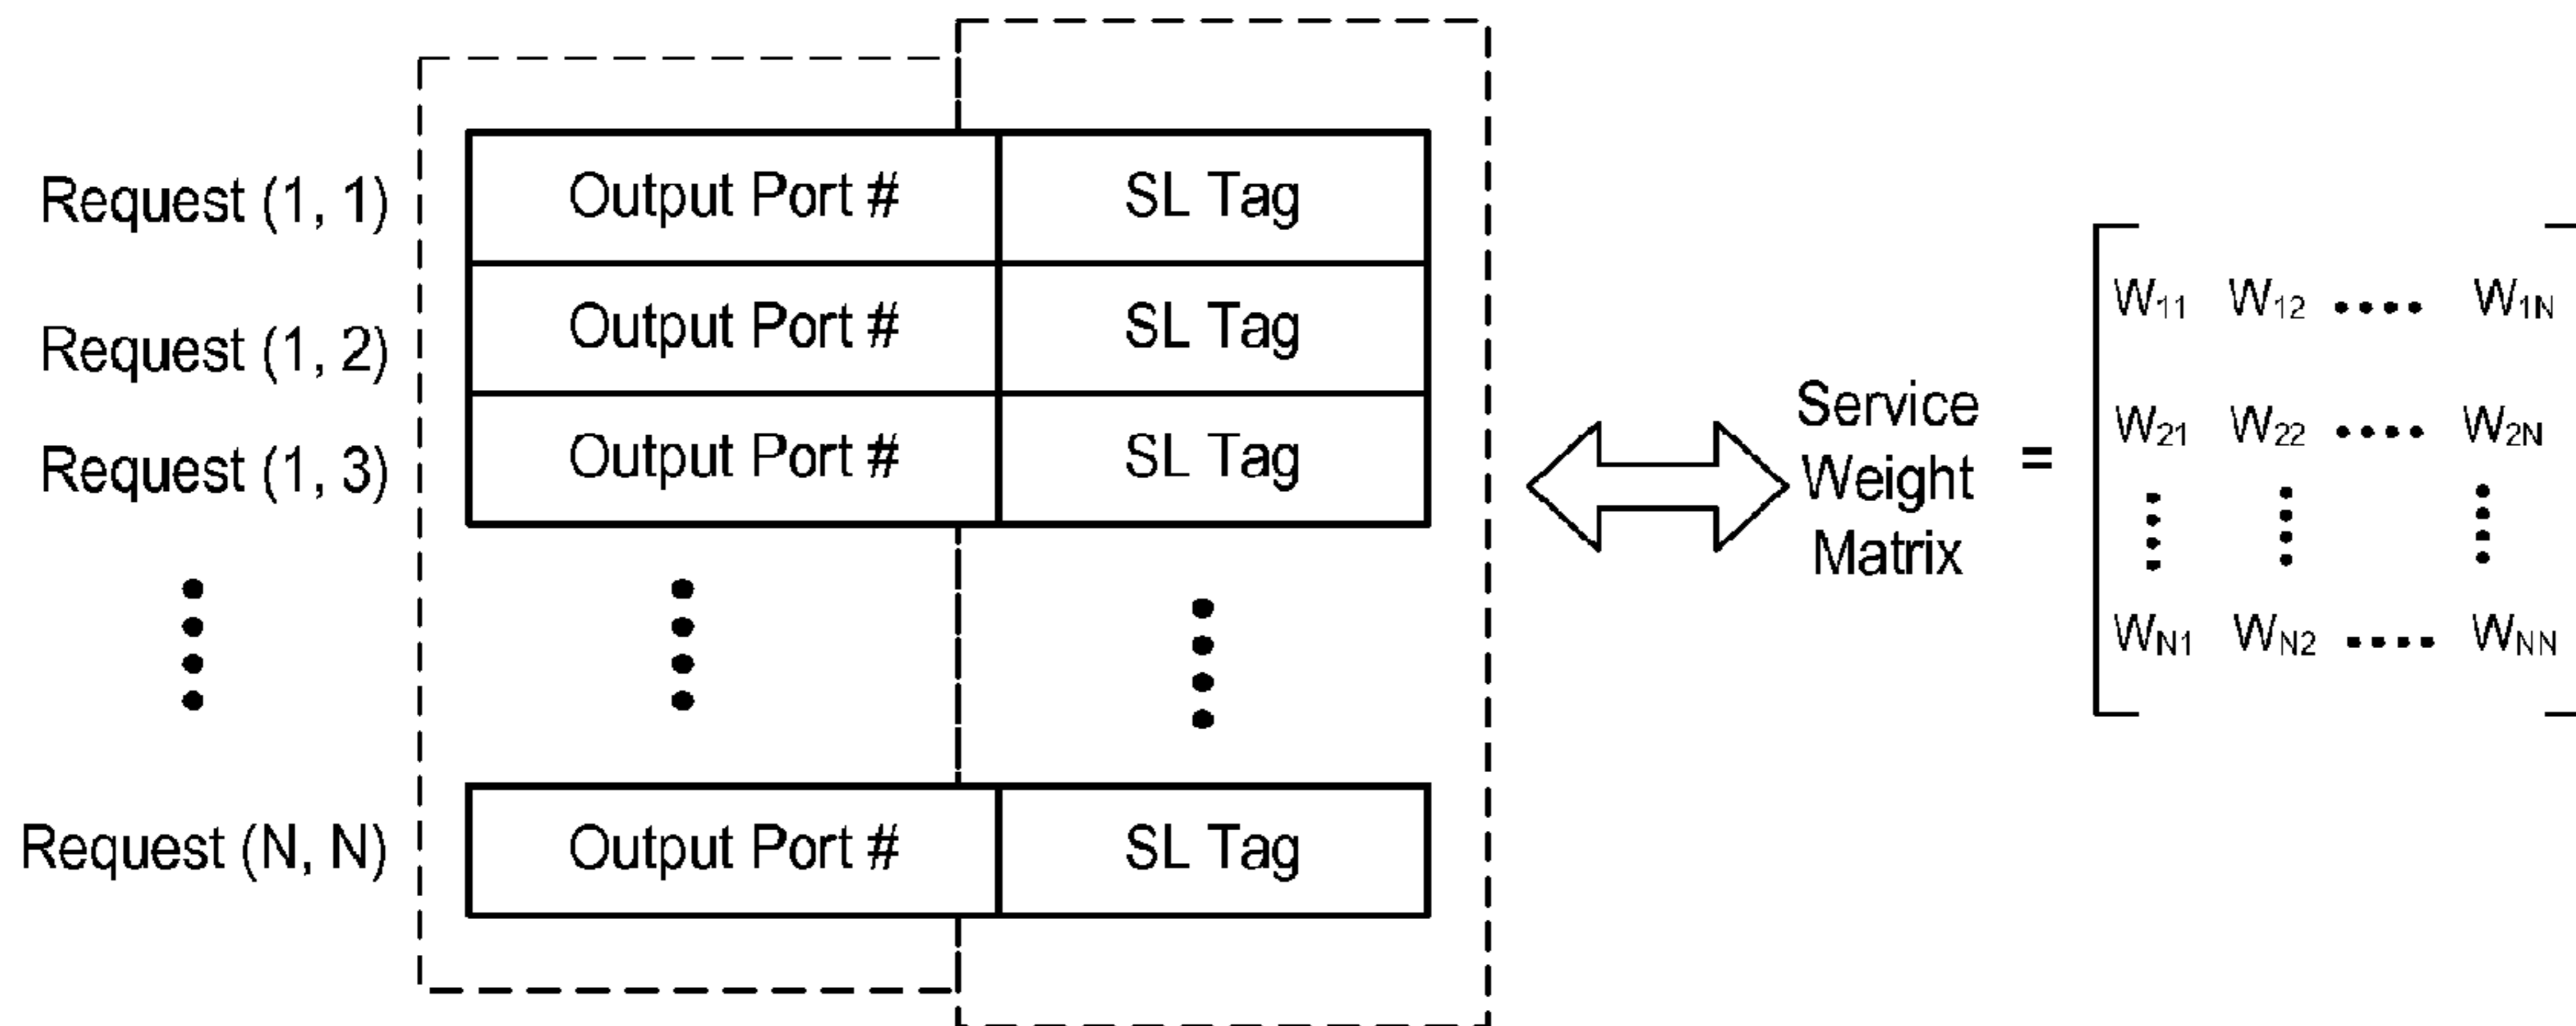 Request (1, 1) Output Port # SL Tag
Request (1, 2) Output Port # SL Tag
Request (1, 3) Output Port # SL Tag
Request (N, N) Output Port # SL Tag
Service
Weight
Matrix
=
W11 W12 •••• W1N
W21 W22 •••• W2N
WN1 WN2 •••• WNN